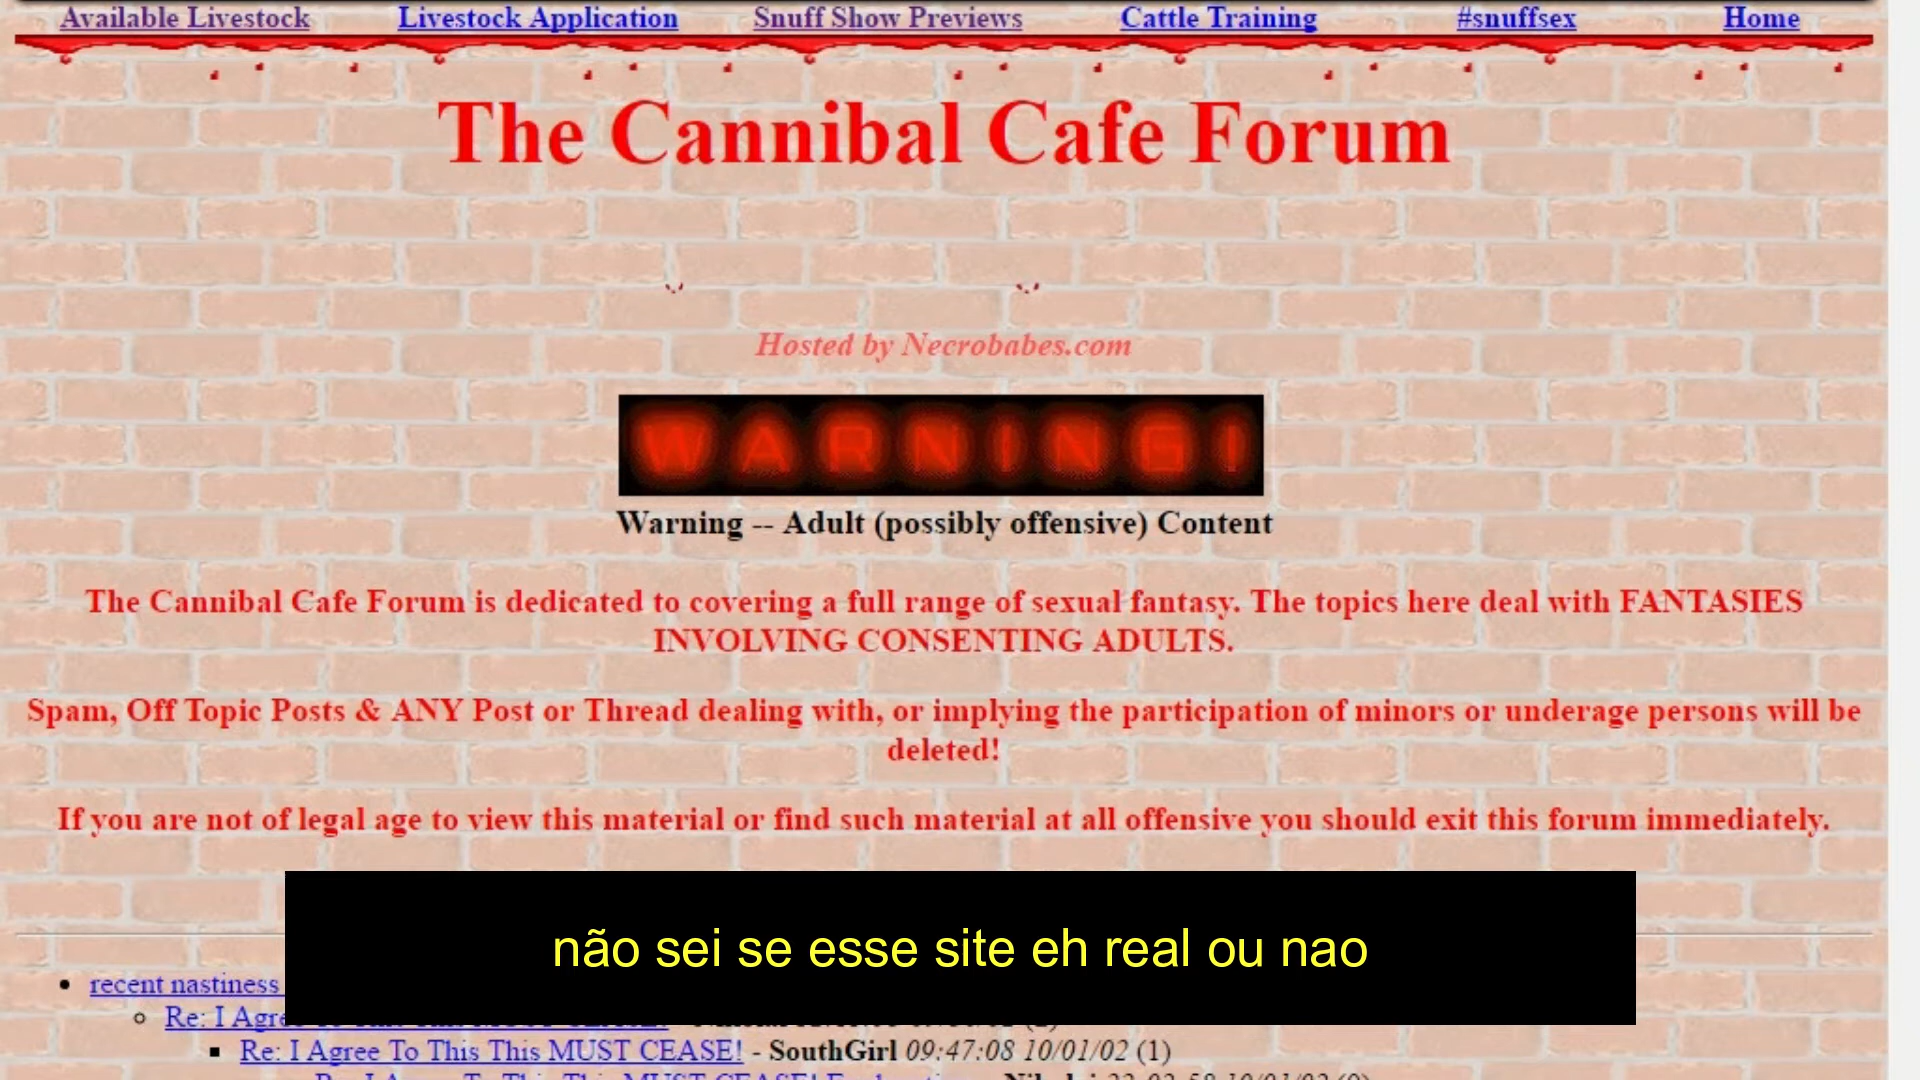 Available Livestock Livestock Application Snuff Show Previews Cattle Training #snuffsex Home
The Cannibal Cafe Forum
Hosted by Necrobabes.com
WARNING!
Warning -- Adult (possibly offensive) Content
The Cannibal Cafe Forum is dedicated to covering a full range of sexual fantasy. The topics here deal with FANTASIES
INVOLVING CONSENTING ADULTS.
Spam, Off Topic Posts & ANY Post or Thread dealing with, or implying the participation of minors or underage persons will be
deleted!
If you are not of legal age to view this material or find such material at all offensive you should exit this forum immediately.
não sei se esse site eh real ou nao
recent nastiness
Re: I Agre
Re: I Agree To This This MUST CEASE! - SouthGirl 09:47:08 10/01/02 (1)